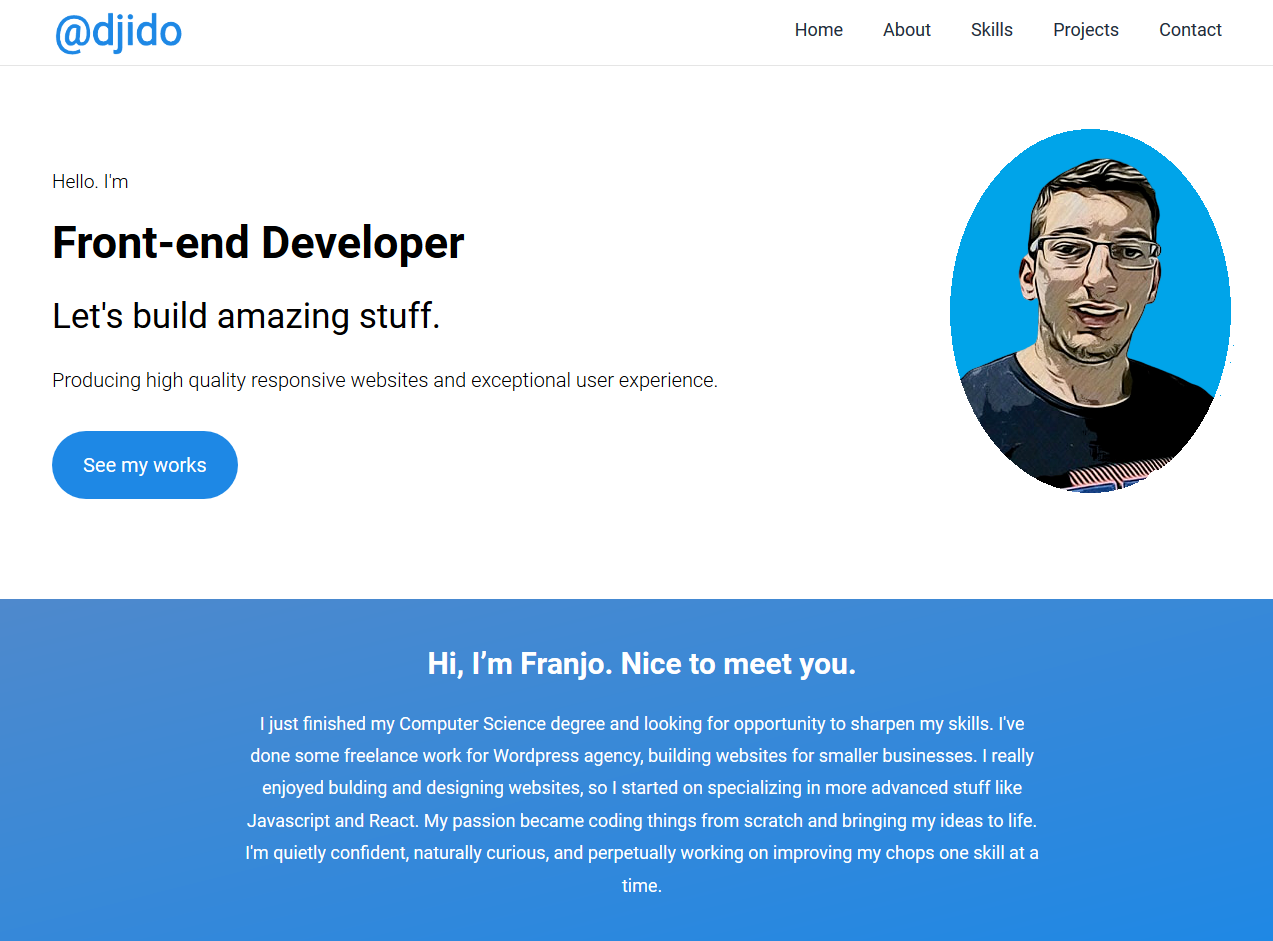 @djido
Home About Skills Projects Contact
Hello. I'm
Front-end Developer
Let's build amazing stuff.
Producing high quality responsive websites and exceptional user experience.
See my works
Hi, I’m Franjo. Nice to meet you.
I just finished my Computer Science degree and looking for opportunity to sharpen my skills. I've
done some freelance work for Wordpress agency, building websites for smaller businesses. I really
enjoyed bulding and designing websites, so I started on specializing in more advanced stuff like
Javascript and React. My passion became coding things from scratch and bringing my ideas to life.
I'm quietly confident, naturally curious, and perpetually working on improving my chops one skill at a
time.